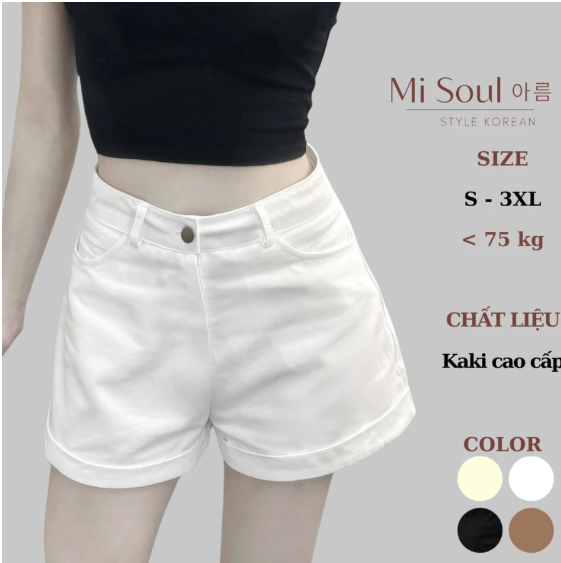 Mi Soul 아름
STYLE KOREAN
SIZE
S - 3XL
< 75 kg
CHẤT LIỆU
Kaki cao cấp
COLOR